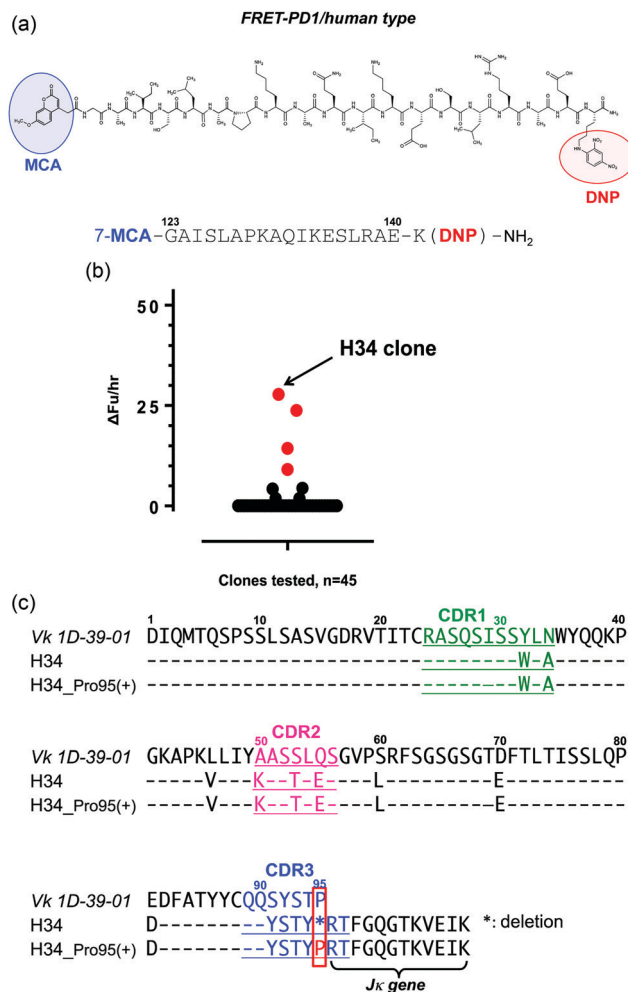 (a)
FRET-PD1/human type
MCA
DNP
123 140
7-MCA-GAISLAPKAQIKESLRAE-K(DNP)-NH2
(b)
50
H34 clone
25
0
ΔFu/hr
Clones tested, n=45
(c)
CDR1
1 10 20 30 40
Vk 1D-39-01 DIQMTQSPSSLSASVGDRVTITCRASQSISSYLNWYQQKP
H34 -------------------------------W-A------
H34_Pro95(+) -------------------------------W-A------
CDR2
50 60 70 80
Vk 1D-39-01 GKAPKLLIYAASSLQSGVPSRFSGSGSGTDFTLTISSLQP
H34 -----V---K--T-E----L---------E----------
H34_Pro95(+) -----V---K--T-E----L---------E----------
CDR3
90 95
Vk 1D-39-01 EDFATYYCQQSYSTP
H34 D---------YSTY*RTFGQGTKVEIK *: deletion
H34_Pro95(+) D---------YSTYPRTFGQGTKVEIK
Jκ gene